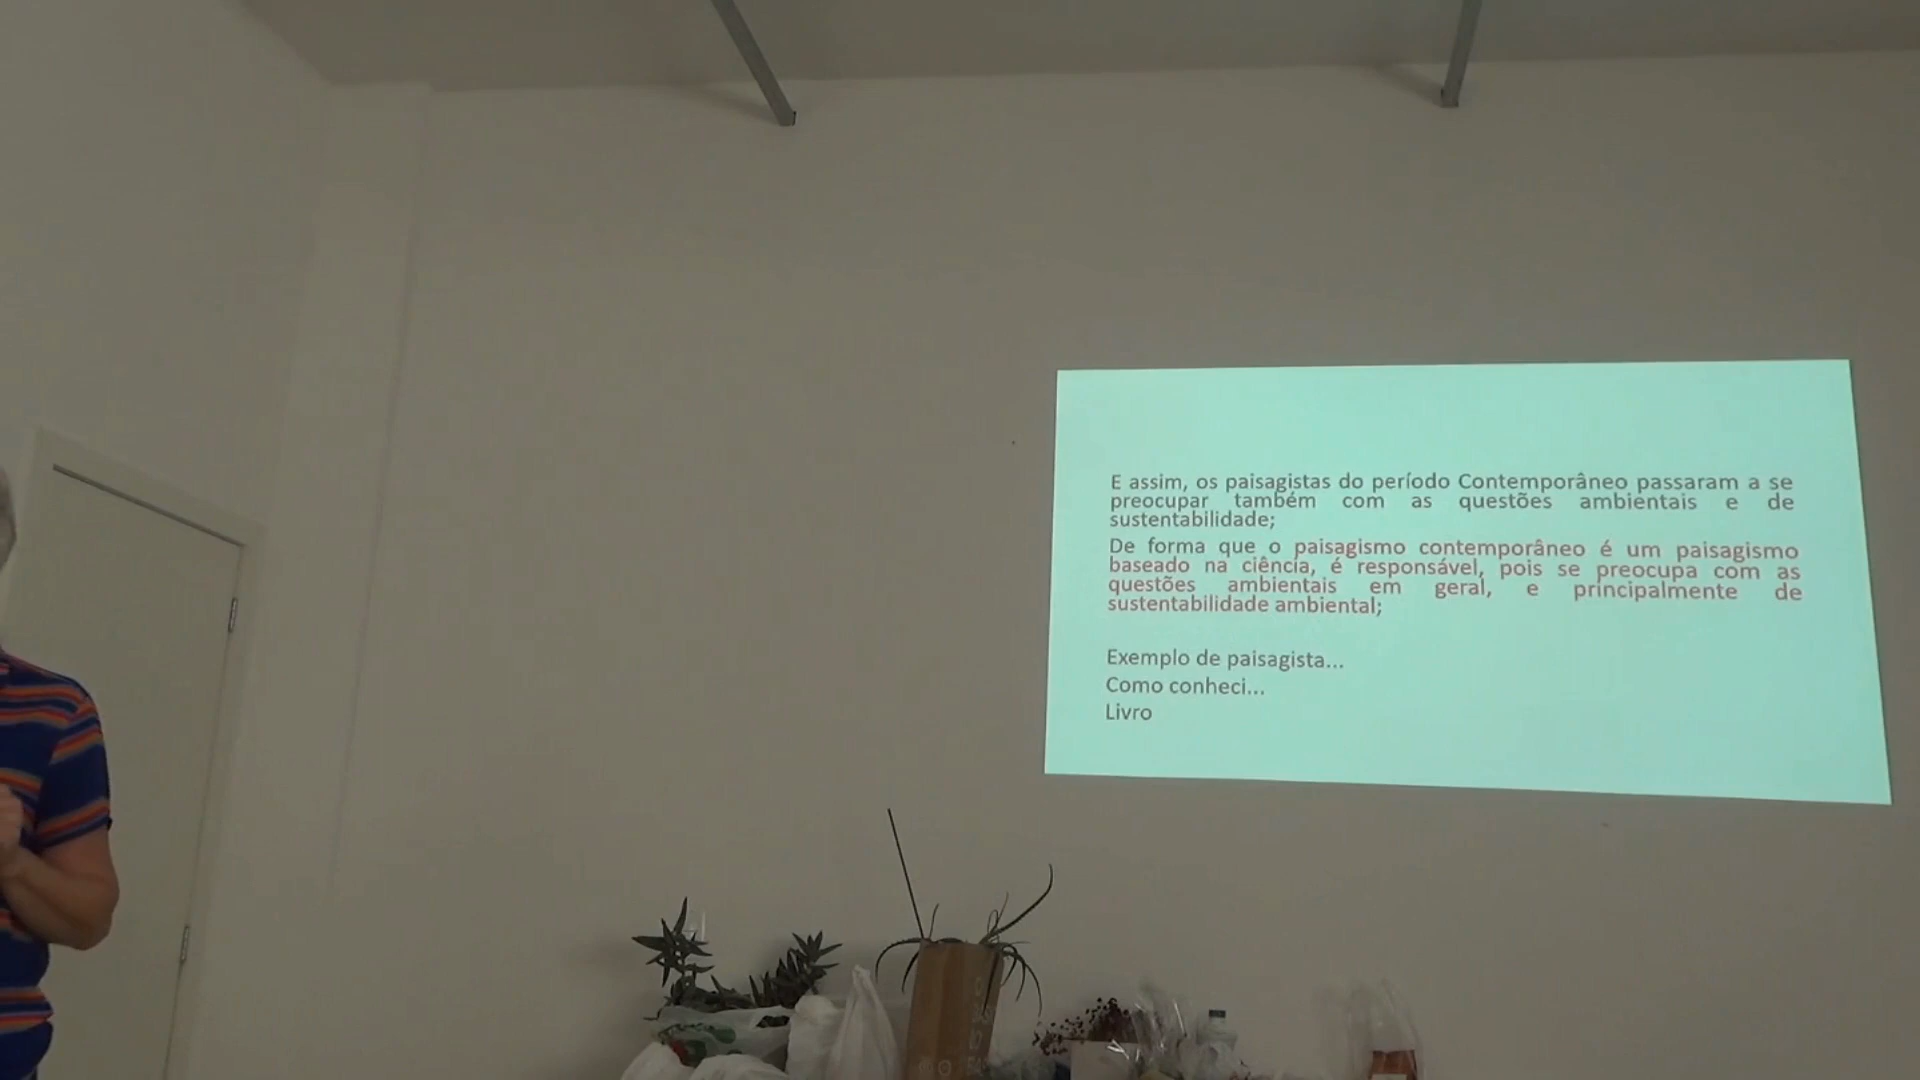 E assim, os paisagistas do período Contemporâneo passaram a se
preocupar também com as questões ambientais e de
sustentabilidade;
De forma que o paisagismo contemporâneo é um paisagismo
baseado na ciência, é responsável, pois se preocupa com as
questões ambientais em geral, e principalmente de
sustentabilidade ambiental;
Exemplo de paisagista...
Como conheci...
Livro